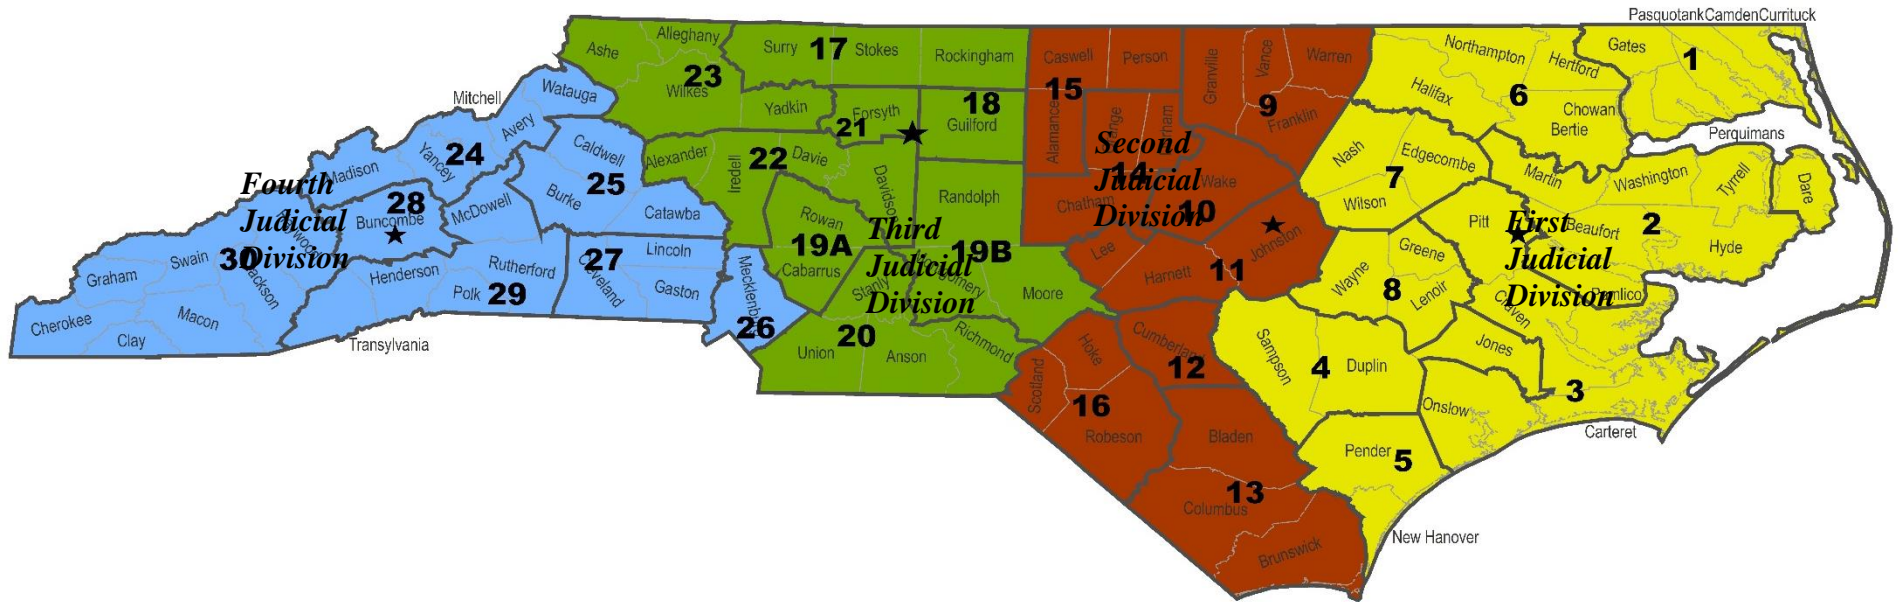 Pasquotank Camden Currituck
Alleghany
Ashe
Surry
17
Stokes
Rockingham
Caswell
Person
Granville
Vance
Warren
Northampton
Hertford
Gates
1
23
Wilkes
Watauga
Mitchell
Yadkin
Forsyth
21
18
Guilford
15
Alamance
9
Franklin
Halifax
6
Chowan
Bertie
Perquimans
Avery
24
Yancey
Madison
Caldwell
25
Burke
Alexander
Iredell
22
Davie
Davidson
Randolph
Second
Judicial
Division
14
Wake
10
Chatham
Nash
Edgecombe
7
Wilson
Martin
Washington
Tyrrell
Dare
Fourth
Judicial
Division
28
Buncombe
McDowell
Catawba
Rowan
19A
Cabarrus
Third
Judicial
Division
19B
Lee
Harnett
11
Johnston
Pitt
First
Judicial
Division
Beaufort
2
Hyde
Greene
Wayne
8
Lenoir
Craven
Pamlico
Graham
Swain
30
Jackson
Henderson
Rutherford
Polk
29
27
Lincoln
Cleveland
Gaston
Mecklenburg
26
Stanly
Montgomery
Moore
Cherokee
Macon
Clay
Transylvania
20
Union
Anson
Richmond
Scotland
Hoke
Cumberland
12
Sampson
4
Duplin
Jones
3
Onslow
Carteret
16
Robeson
Bladen
Pender
5
13
Columbus
Brunswick
New Hanover